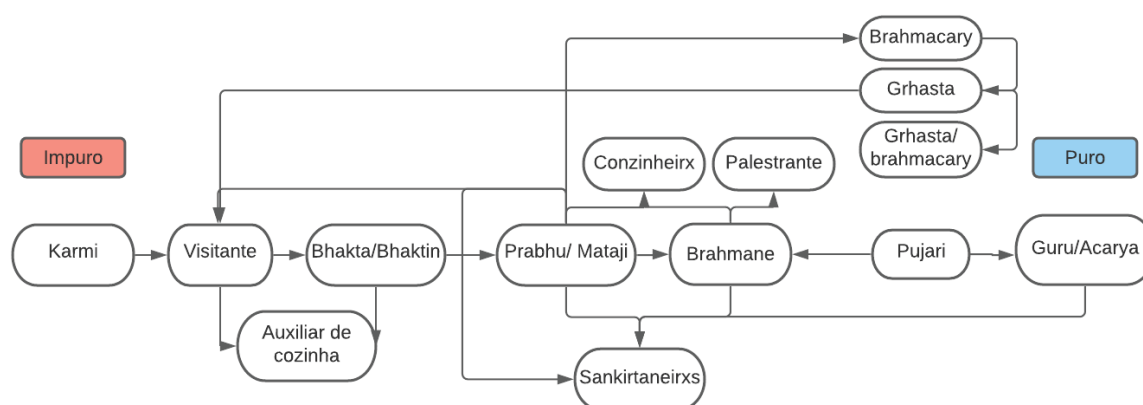 Brahmacary
Grhasta
Grhasta/
brahmacary
Impuro
Conzinheirx
Palestrante
Puro
Karmi
Visitante
Bhakta/Bhaktin
Prabhu/ Mataji
Brahmane
Pujari
Guru/Acarya
Auxiliar de
cozinha
Sankirtaneirxs